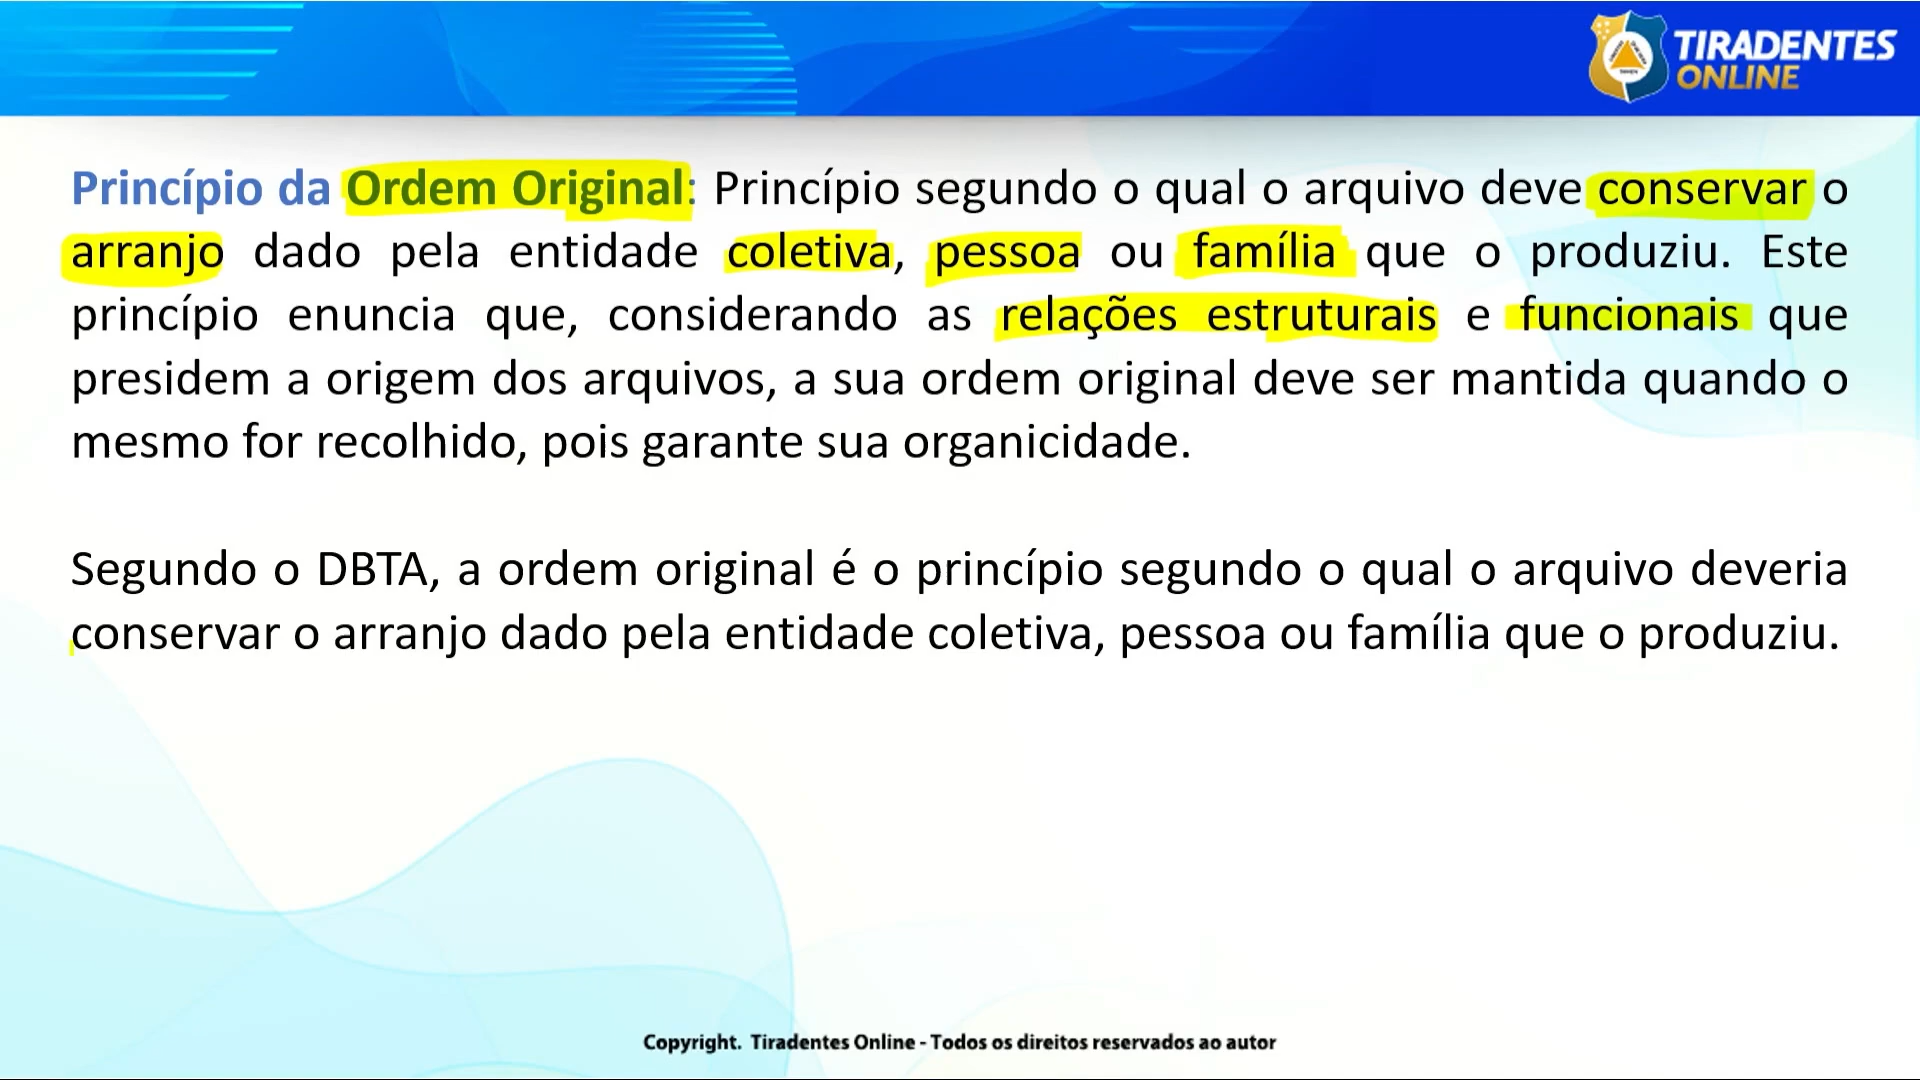 TIRADENTES
ONLINE
Princípio da Ordem Original: Princípio segundo o qual o arquivo deve conservar o
arranjo dado pela entidade coletiva, pessoa ou família que o produziu. Este
princípio enuncia que, considerando as relações estruturais e funcionais que
presidem a origem dos arquivos, a sua ordem original deve ser mantida quando o
mesmo for recolhido, pois garante sua organicidade.
Segundo o DBTA, a ordem original é o princípio segundo o qual o arquivo deveria
conservar o arranjo dado pela entidade coletiva, pessoa ou família que o produziu.
Copyright. Tiradentes Online - Todos os direitos reservados ao autor